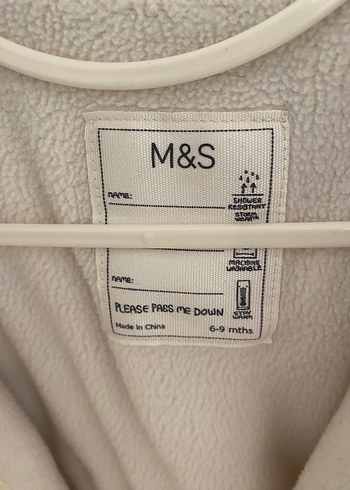 M&S
NAME:
SHOWER
RESISTANT
STORM
WEAR™
MACHINE
WASHABLE
NAME:
PLEASE PASS ME DOWN
STAY
WARM
Made in China
6-9 mths